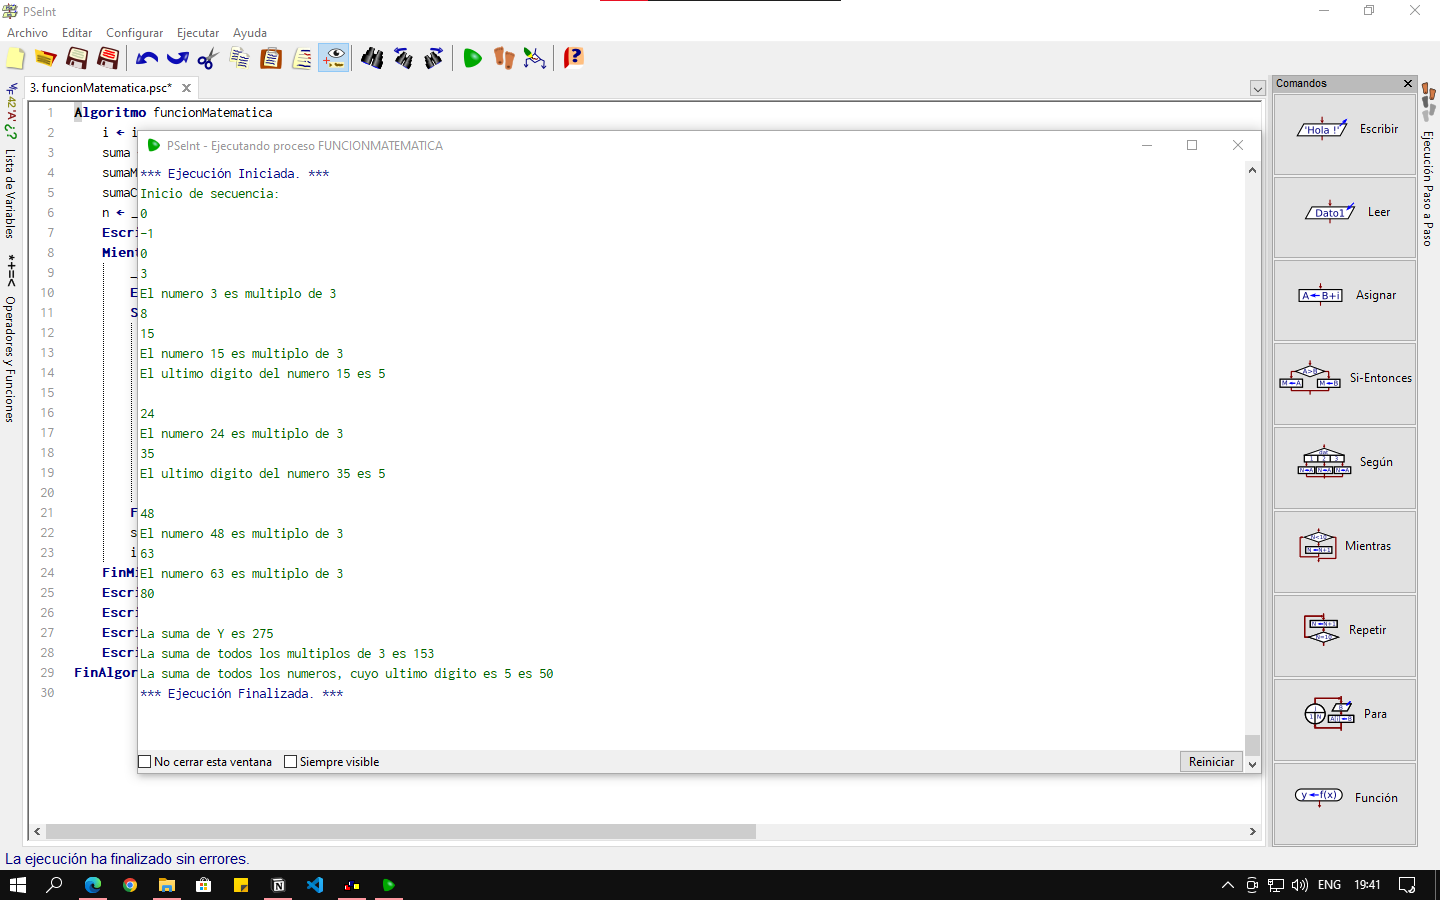 PSeInt
Archivo Editar Configurar Ejecutar Ayuda
3. funcionMatematica.psc*
Lista de Variables
Operadores y Funciones
1 Algoritmo funcionMatematica
2 i ←
3 suma
4 sumaM
5 sumaC
6 n ← _
7 Escri
8 Mient
9 _
10 E
11 S
12
13
14
15
16
17
18
19
20
21 F
22 s
23 i
24 FinMi
25 Escri
26 Escri
27 Escri
28 Escri
29 FinAlgor
30
PSeInt - Ejecutando proceso FUNCIONMATEMATICA
*** Ejecución Iniciada. ***
Inicio de secuencia:
0
-1
0
3
El numero 3 es multiplo de 3
8
15
El numero 15 es multiplo de 3
El ultimo digito del numero 15 es 5
24
El numero 24 es multiplo de 3
35
El ultimo digito del numero 35 es 5
48
El numero 48 es multiplo de 3
63
El numero 63 es multiplo de 3
80
La suma de Y es 275
La suma de todos los multiplos de 3 es 153
La suma de todos los numeros, cuyo ultimo digito es 5 es 50
*** Ejecución Finalizada. ***
No cerrar esta ventana
Siempre visible
Reiniciar
Comandos
'Hola !' Escribir
Dato1 Leer
A←B+i Asignar
A>B M←A M←B Si-Entonces
Según
Mientras
Repetir
Para
y←f(x) Función
Ejecución Paso a Paso
La ejecución ha finalizado sin errores.
ENG 19:41